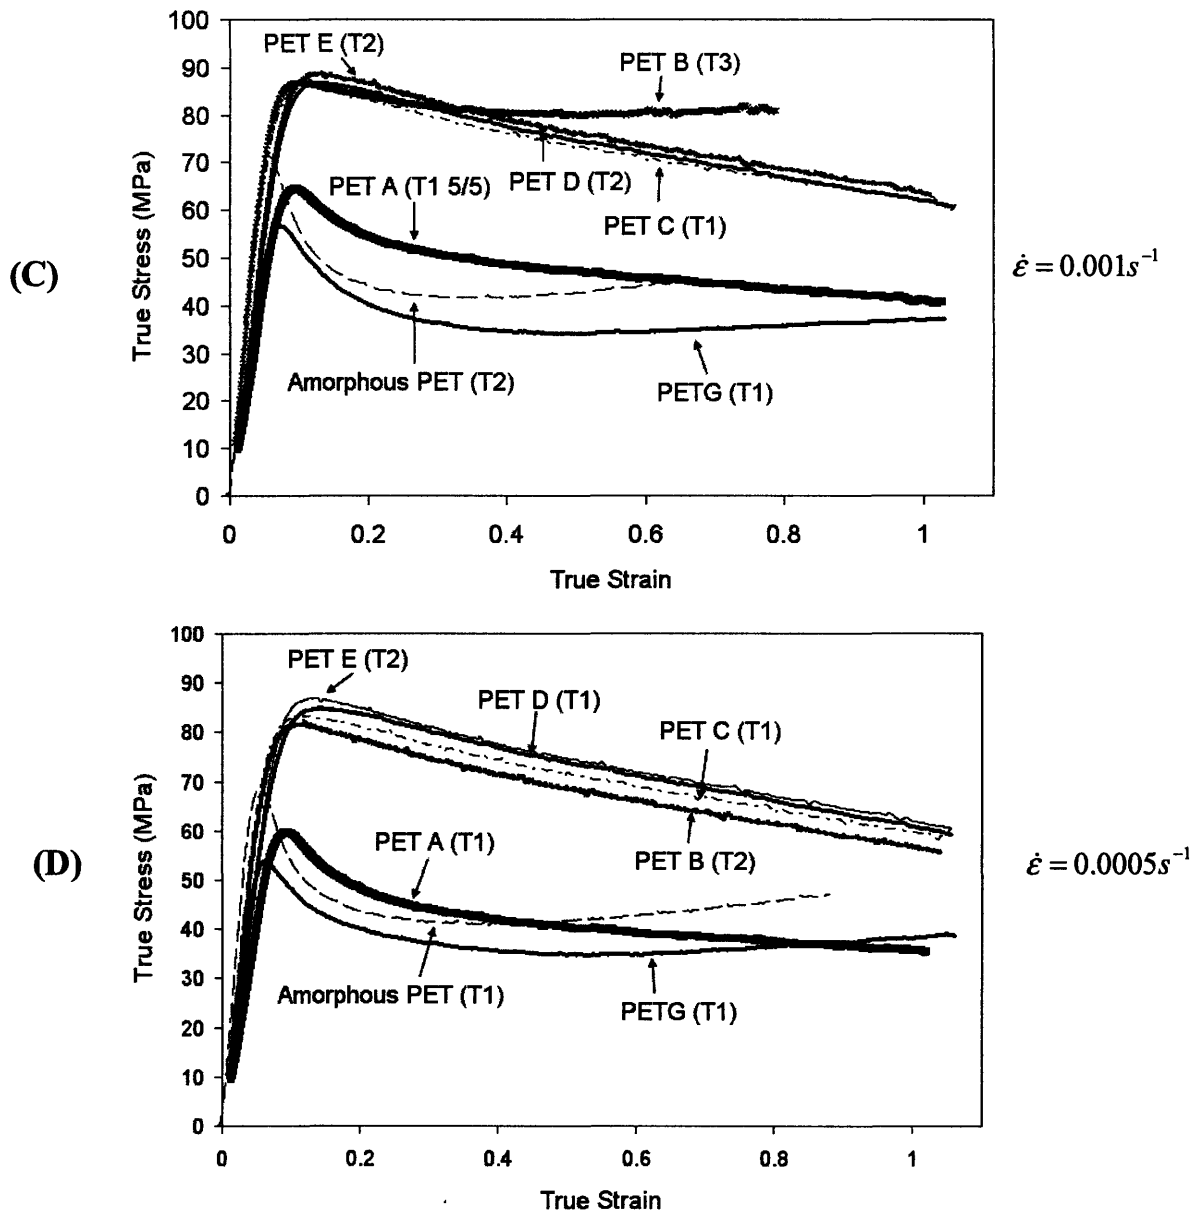 100
PET E (T2)
90
PET B (T3)
80
70
PET A (T1 5/5)
PET D (T2)
60
PET C (T1)
True Stress (MPa)
50
(C)
ε̇ = 0.001s⁻¹
40
30
Amorphous PET (T2)
PETG (T1)
20
10
0
0 0.2 0.4 0.6 0.8 1
True Strain
100
PET E (T2)
90
PET D (T1)
PET C (T1)
80
70
60
PET A (T1)
PET B (T2)
True Stress (MPa)
50
(D)
ε̇ = 0.0005s⁻¹
40
30
Amorphous PET (T1)
PETG (T1)
20
10
0
0 0.2 0.4 0.6 0.8 1
True Strain